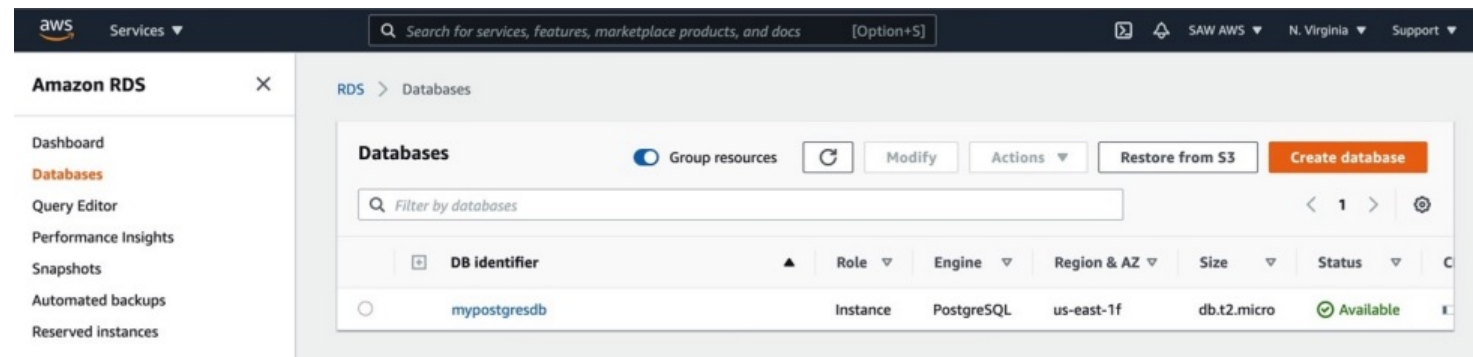 aws Services ▼ Search for services, features, marketplace products, and docs [Option+S] SAW AWS ▼ N. Virginia ▼ Support ▼
Amazon RDS
Dashboard
Databases
Query Editor
Performance Insights
Snapshots
Automated backups
Reserved instances
RDS > Databases
Databases Group resources Modify Actions ▼ Restore from S3 Create database
Filter by databases < 1 >
DB identifier ▲ Role Engine Region & AZ Size Status C
mypostgresdb Instance PostgreSQL us-east-1f db.t2.micro Available